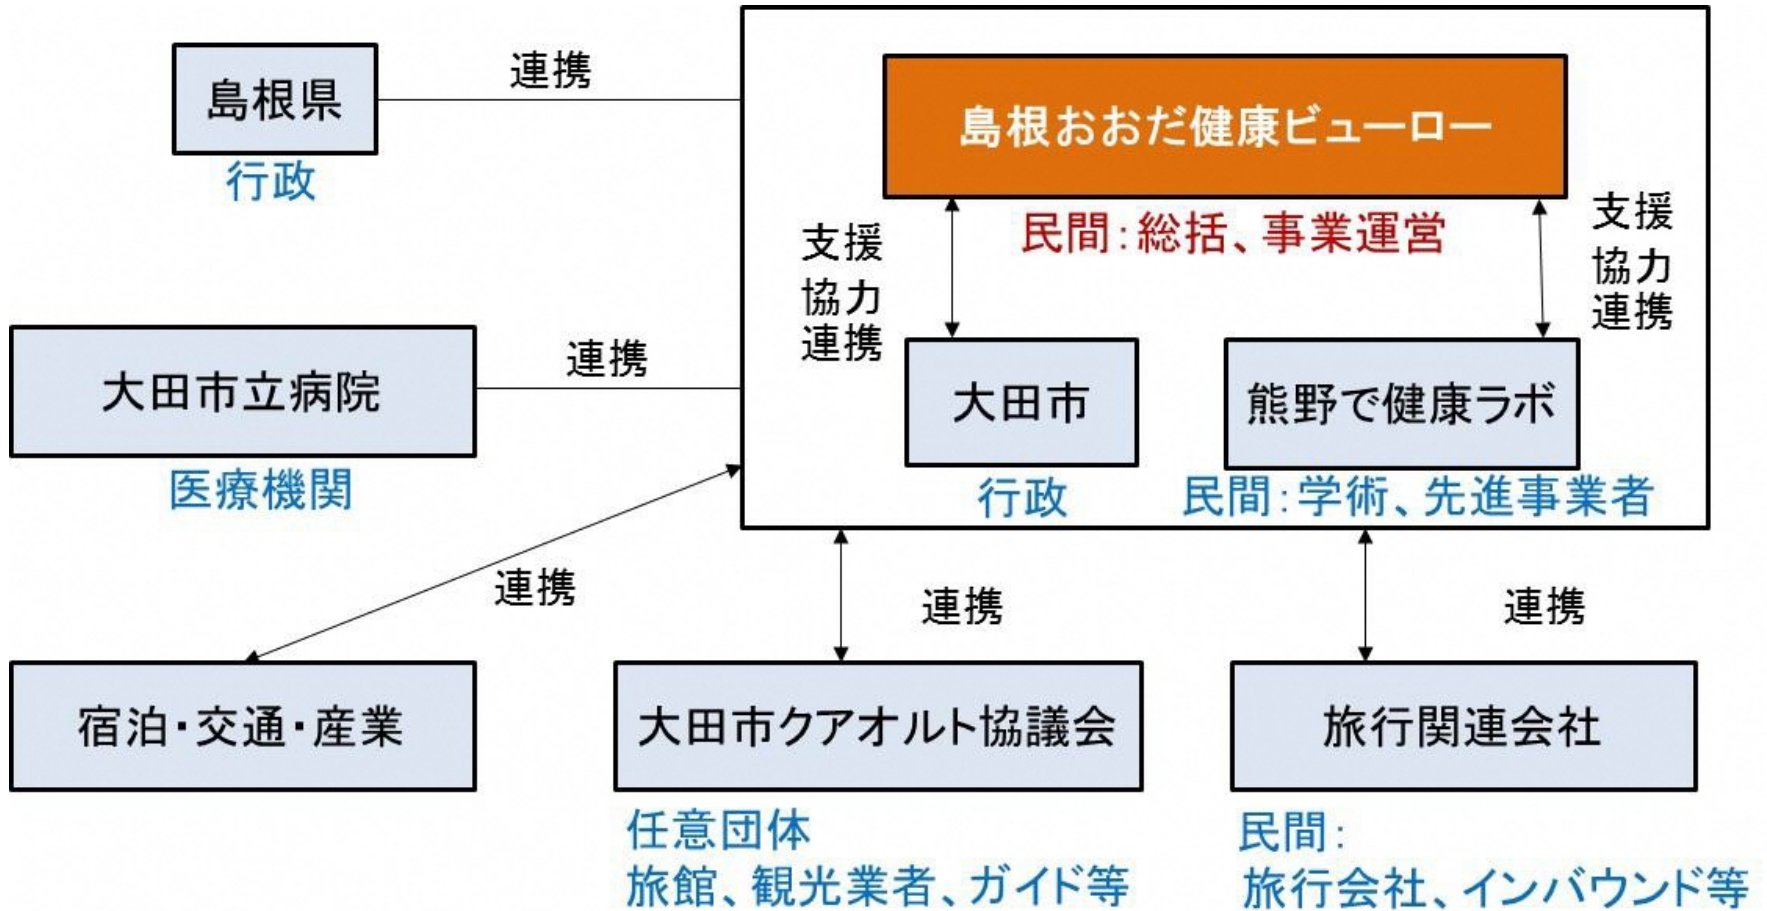 島根県
行政
連携
島根おおだ健康ビューロー
民間：総括、事業運営
支援
協力
連携
支援
協力
連携
大田市
行政
熊野で健康ラボ
民間：学術、先進事業者
大田市立病院
医療機関
連携
連携
連携
連携
宿泊・交通・産業
大田市クアオルト協議会
任意団体
旅館、観光業者、ガイド等
旅行関連会社
民間：
旅行会社、インバウンド等